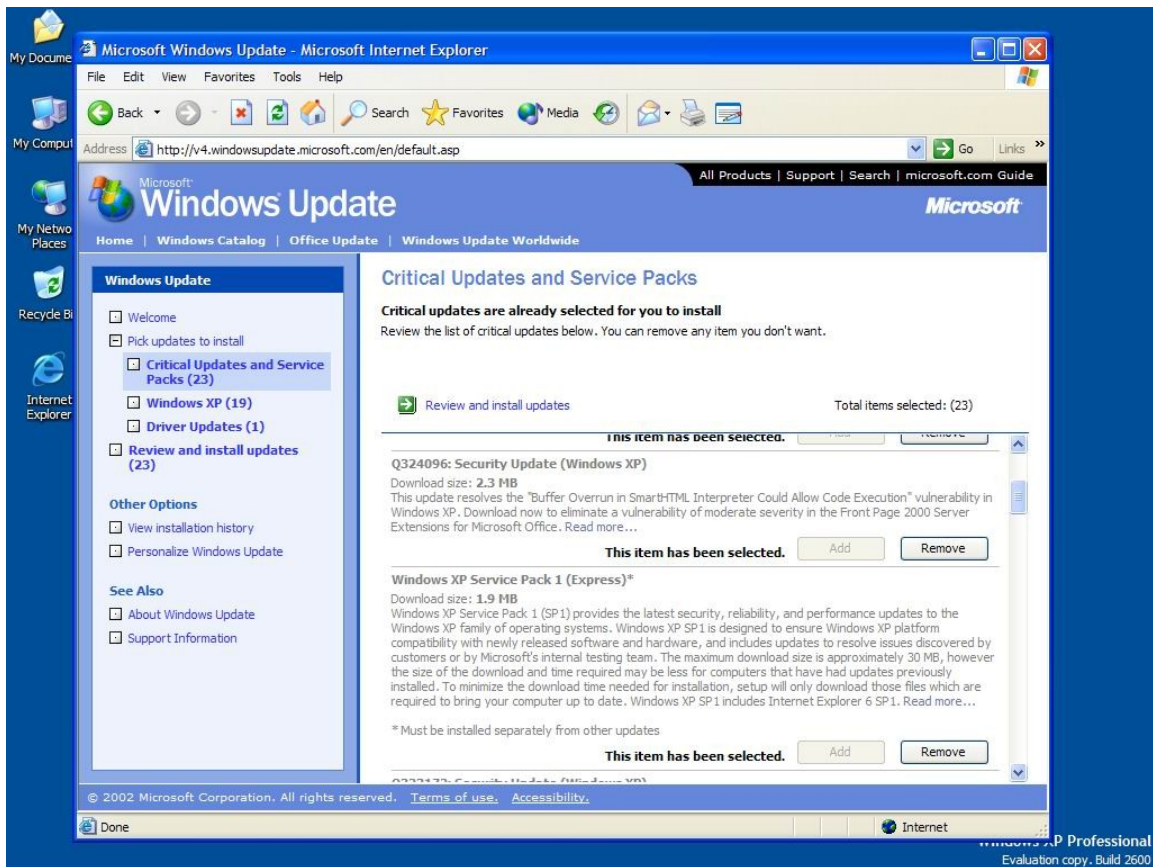 My Docume
My Comput
My Netwo
Places
Recycle Bi
Internet
Explorer
Microsoft Windows Update - Microsoft Internet Explorer
File Edit View Favorites Tools Help
Back Search Favorites Media
Address http://v4.windowsupdate.microsoft.com/en/default.asp Go Links »
All Products | Support | Search | microsoft.com Guide
Microsoft
Windows Update
Microsoft
Home | Windows Catalog | Office Update | Windows Update Worldwide
Windows Update
Welcome
Pick updates to install
Critical Updates and Service
Packs (23)
Windows XP (19)
Driver Updates (1)
Review and install updates
(23)
Other Options
View installation history
Personalize Windows Update
See Also
About Windows Update
Support Information
Critical Updates and Service Packs
Critical updates are already selected for you to install
Review the list of critical updates below. You can remove any item you don't want.
Review and install updates Total items selected: (23)
This item has been selected. Add Remove
Q324096: Security Update (Windows XP)
Download size: 2.3 MB
This update resolves the "Buffer Overrun in SmartHTML Interpreter Could Allow Code Execution" vulnerability in
Windows XP. Download now to eliminate a vulnerability of moderate severity in the Front Page 2000 Server
Extensions for Microsoft Office. Read more...
This item has been selected. Add Remove
Windows XP Service Pack 1 (Express)*
Download size: 1.9 MB
Windows XP Service Pack 1 (SP1) provides the latest security, reliability, and performance updates to the
Windows XP family of operating systems. Windows XP SP1 is designed to ensure Windows XP platform
compatibility with newly released software and hardware, and includes updates to resolve issues discovered by
customers or by Microsoft's internal testing team. The maximum download size is approximately 30 MB, however
the size of the download and time required may be less for computers that have had updates previously
installed. To minimize the download time needed for installation, setup will only download those files which are
required to bring your computer up to date. Windows XP SP1 includes Internet Explorer 6 SP1. Read more...
*Must be installed separately from other updates
This item has been selected. Add Remove
Security Update (Windows XP)
© 2002 Microsoft Corporation. All rights reserved. Terms of use. Accessibility.
Done Internet
Windows XP Professional
Evaluation copy. Build 2600